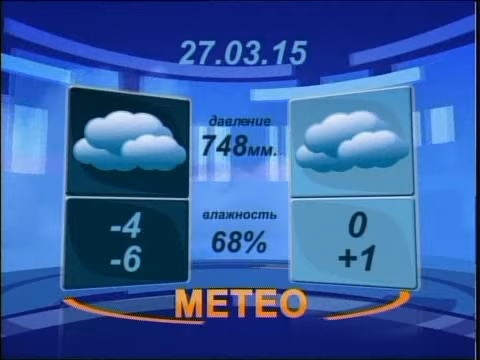 27.03.15
давление
748мм.
влажность
68%
-4
-6
0
+1
МЕТЕО